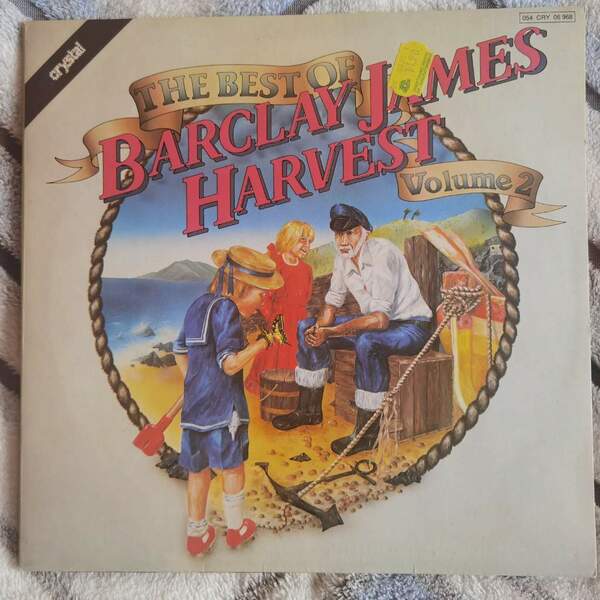 crystal
054 CRY 06 968
THE BEST OF
BARCLAY JAMES
HARVEST
Volume 2